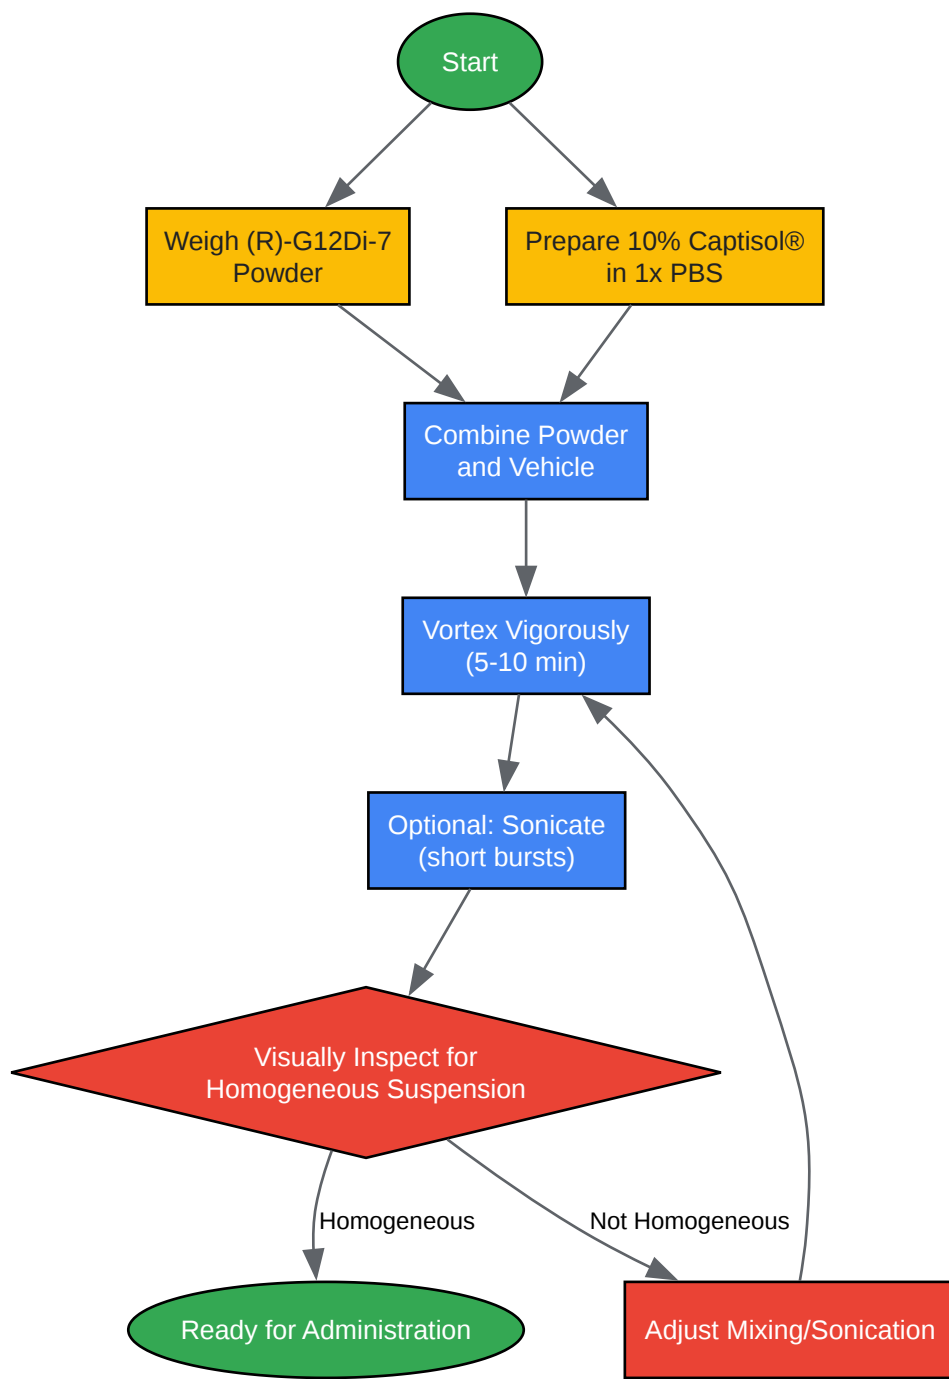 Start
Weigh (R)-G12Di-7
Powder
Prepare 10% Captisol®
in 1x PBS
Combine Powder
and Vehicle
Vortex Vigorously
(5-10 min)
Optional: Sonicate
(short bursts)
Visually Inspect for
Homogeneous Suspension
Homogeneous
Not Homogeneous
Ready for Administration
Adjust Mixing/Sonication